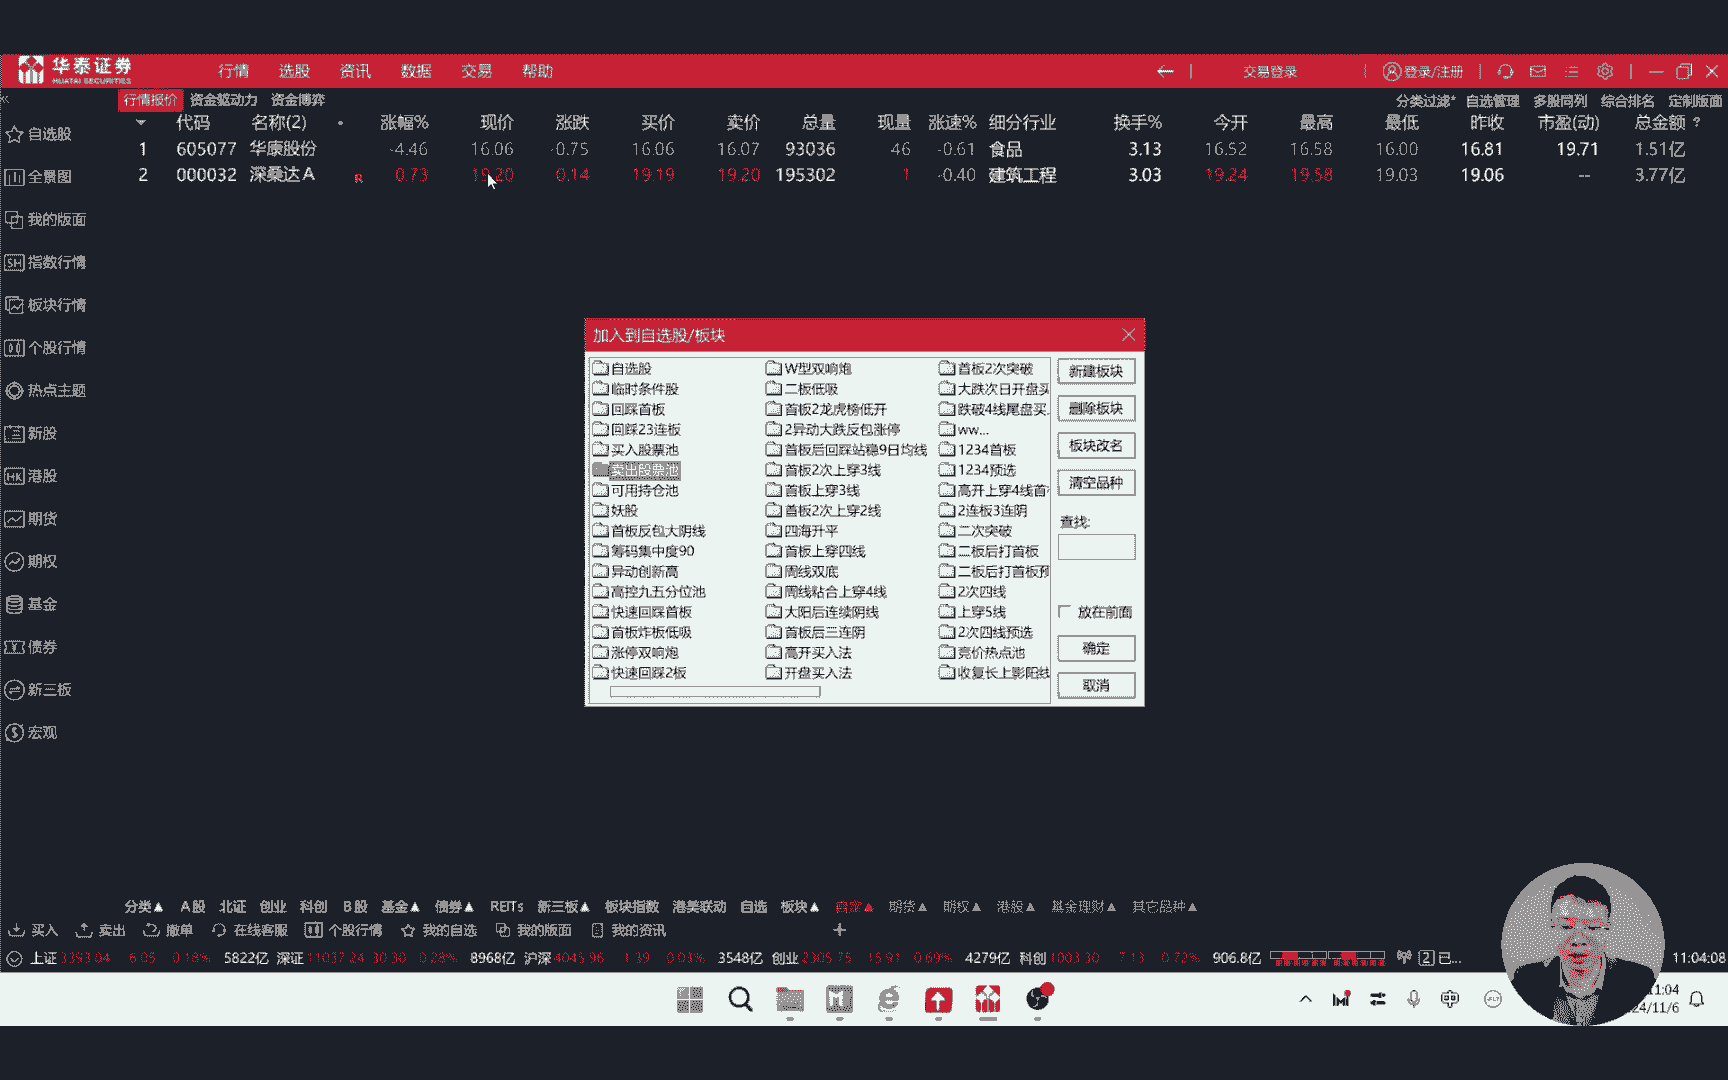 华泰证券 行情 选股 资讯 数据 交易 帮助 交易登录 登录/注册
HUATAI SECURITIES
行情报价 资金驱动力 资金博弈 分类过滤* 自选管理 多股同列 综合排名 定制版面
代码 名称(2) 涨幅% 现价 涨跌 买价 卖价 总量 现量 涨速% 细分行业 换手% 今开 最高 最低 昨收 市盈(动) 总金额 ?
1 605077 华康股份 -4.46 16.06 -0.75 16.06 16.07 93036 46 -0.61 食品 3.13 16.52 16.58 16.00 16.81 19.71 1.51亿
2 000032 深桑达A R 0.73 19.20 0.14 19.19 19.20 195302 1 -0.40 建筑工程 3.03 19.24 19.58 19.03 19.06 -- 3.77亿
自选股
全景图
我的版面
指数行情
板块行情
个股行情
热点主题
新股
港股
期货
期权
基金
债券
新三板
宏观
加入到自选股/板块
自选股 W型双响炮 首板2次突破
临时条件股 二板低吸 大跌次日开盘买
回踩首板 首板2龙虎榜低开 跌破4线尾盘买..
回踩23连板 2异动大跌反包涨停 ww...
买入股票池 首板后回踩站稳9日均线 1234首板
卖出股票池 首板2次上穿3线 1234预选
可用持仓池 首板上穿3线 高开上穿4线首
妖股 首板2次上穿2线 2连板3连阴
首板反包大阴线 四海升平 二次突破
筹码集中度90 首板上穿四线 二板后打首板
异动创新高 周线双底 二板后打首板预
高控九五分位池 周线粘合上穿4线 2次四线
快速回踩首板 大阳后连续阴线 上穿5线
首板炸板低吸 首板后三连阴 2次四线预选
涨停双响炮 高开买入法 竞价热点池
快速回踩2板 开盘买入法 收复长上影阳线
新建板块
删除板块
板块改名
清空品种
查找:
放在前面
确定
取消
分类▲ A股 北证 创业 科创 B股 基金▲ 债券▲ REITs 新三板▲ 板块指数 港美联动 自选 板块▲ 自定▲ 期货▲ 期权▲ 港股▲ 基金理财▲ 其它品种▲
买入 卖出 撤单 在线客服 个股行情 我的自选 我的版面 我的资讯 +
上证3393.04 6.05 0.18% 5822亿 深证11037.24 30.30 0.28% 8968亿 沪深4045.96 1.39 0.03% 3548亿 创业2305.75 15.91 0.69% 4279亿 科创1003.30 7.13 0.72% 906.8亿 2 已... 11:04:08
中
1:04
24/11/6